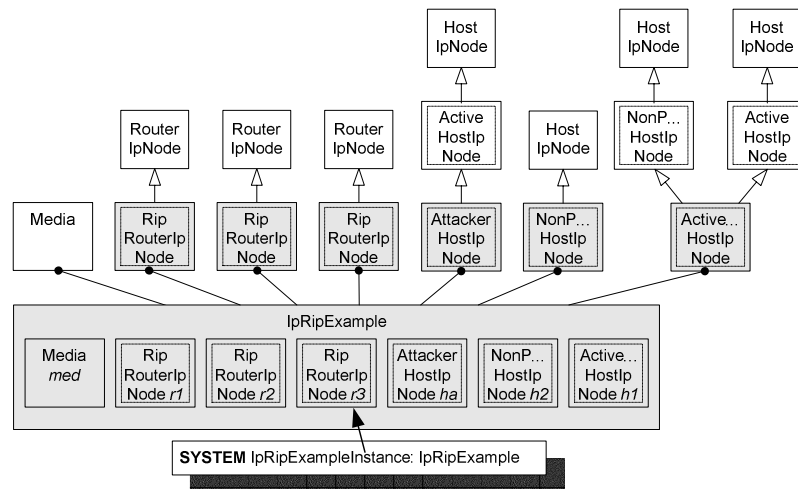 Host
IpNode
Host
IpNode
Host
IpNode
Active
HostIp
Node
NonP...
HostIp
Node
Active
HostIp
Node
Router
IpNode
Router
IpNode
Router
IpNode
Host
IpNode
Media
Rip
RouterIp
Node
Rip
RouterIp
Node
Rip
RouterIp
Node
Attacker
HostIp
Node
NonP...
HostIp
Node
Active...
HostIp
Node
IpRipExample
Media
med
Rip
RouterIp
Node r1
Rip
RouterIp
Node r2
Rip
RouterIp
Node r3
Attacker
HostIp
Node ha
NonP...
HostIp
Node h2
Active...
HostIp
Node h1
SYSTEM IpRipExampleInstance: IpRipExample